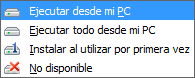 Ejecutar desde mi PC
Ejecutar todo desde mi PC
Instalar al utilizar por primera vez
No disponible